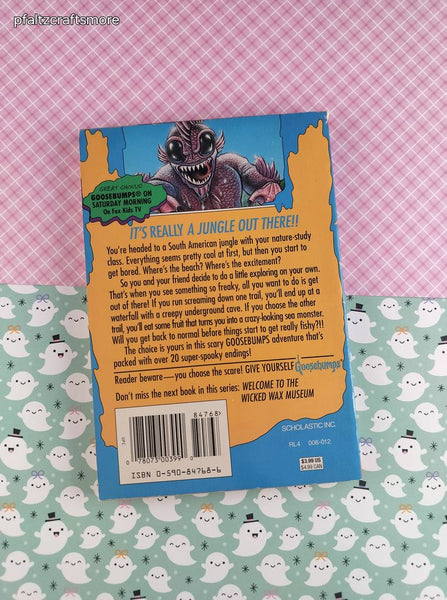 pfaltzcraftsmore
GREAT GHOULS!
GOOSEBUMPS® ON
SATURDAY MORNING
On Fox Kids TV
IT'S REALLY A JUNGLE OUT THERE!!
You're headed to a South American jungle with your nature-study
class. Everything seems pretty cool at first, but then you start to
get bored. Where's the beach? Where's the excitement?
So you and your friend decide to do a little exploring on your own.
That's when you see something so freaky, all you want to do is get
out of there! If you run screaming down one trail, you'll end up at a
waterfall with a creepy underground cave. If you choose the other
trail, you'll eat some fruit that turns you into a crazy-looking sea monster.
Will you get back to normal before things start to get really fishy?!!
The choice is yours in this scary GOOSEBUMPS adventure that's
packed with over 20 super-spooky endings!
Reader beware—you choose the scare! GIVE YOURSELF Goosebumps®
Don't miss the next book in this series: WELCOME TO THE
WICKED WAX MUSEUM
84768
0 78073 00399 0
ISBN 0-590-84768-6
SCHOLASTIC INC.
RL4 008-012
$3.99 US
$4.99 CAN